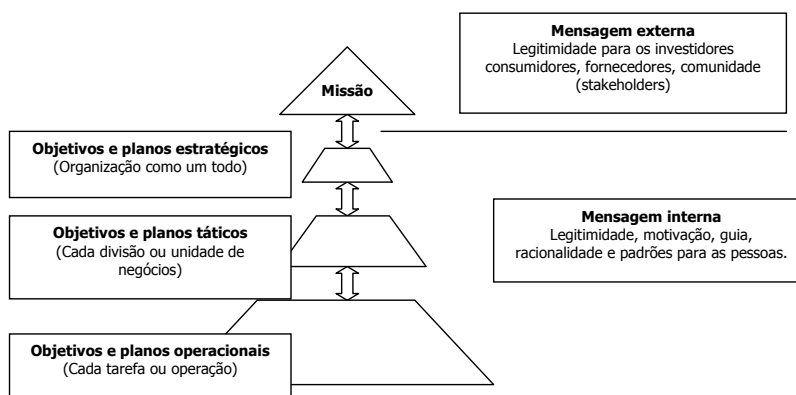 Mensagem externa
Legitimidade para os investidores
consumidores, fornecedores, comunidade
(stakeholders)
Missão
Objetivos e planos estratégicos
(Organização como um todo)
Objetivos e planos táticos
(Cada divisão ou unidade de
negócios)
Mensagem interna
Legitimidade, motivação, guia,
racionalidade e padrões para as pessoas.
Objetivos e planos operacionais
(Cada tarefa ou operação)